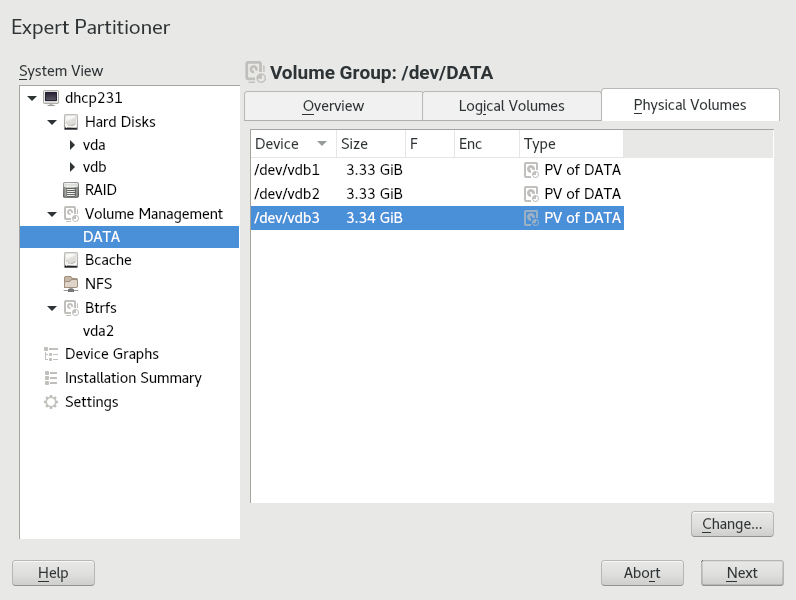 Expert Partitioner
System View
dhcp231
Hard Disks
vda
vdb
RAID
Volume Management
DATA
Bcache
NFS
Btrfs
vda2
Device Graphs
Installation Summary
Settings
Volume Group: /dev/DATA
Overview Logical Volumes Physical Volumes
Device Size F Enc Type
/dev/vdb1 3.33 GiB PV of DATA
/dev/vdb2 3.33 GiB PV of DATA
/dev/vdb3 3.34 GiB PV of DATA
Change...
Help Abort Next